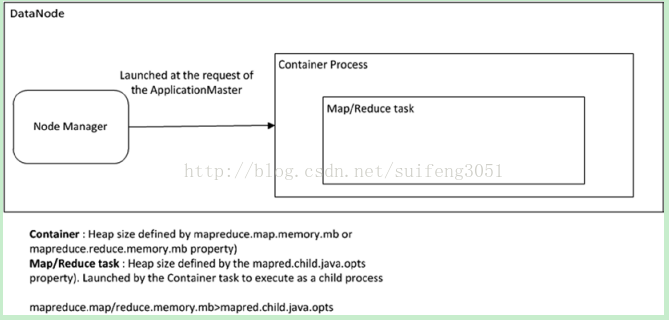 DataNode
Launched at the request of
the ApplicationMaster
Node Manager
Container Process
Map/Reduce task
http://blog.csdn.net/suifeng3051
Container : Heap size defined by mapreduce.map.memory.mb or
mapreduce.reduce.memory.mb property)
Map/Reduce task : Heap size defined by the mapred.child.java.opts
property). Launched by the Container task to execute as a child process
mapreduce.map/reduce.memory.mb>mapred.child.java.opts